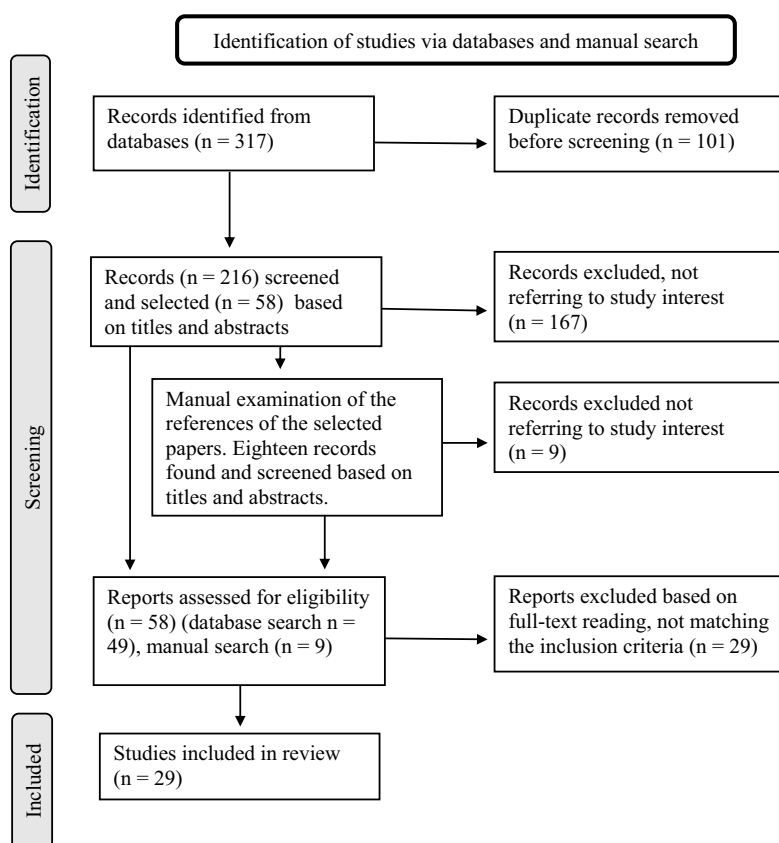 Identification of studies via databases and manual search
Identification
Records identified from
databases (n = 317)
Duplicate records removed
before screening (n = 101)
Screening
Records (n = 216) screened
and selected (n = 58) based
on titles and abstracts
Records excluded, not
referring to study interest
(n = 167)
Manual examination of the
references of the selected
papers. Eighteen records
found and screened based on
titles and abstracts.
Records excluded not
referring to study interest
(n = 9)
Reports assessed for eligibility
(n = 58) (database search n =
49), manual search (n = 9)
Reports excluded based on
full-text reading, not matching
the inclusion criteria (n = 29)
Included
Studies included in review
(n = 29)